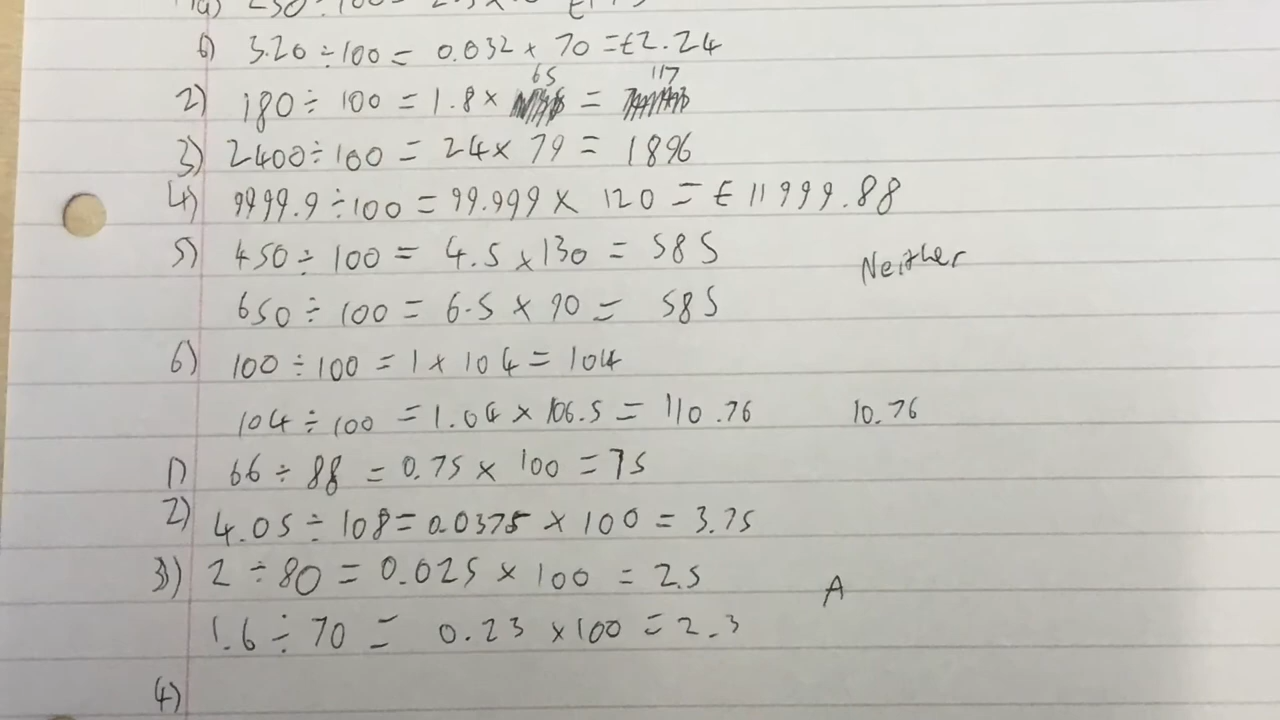 1a) 250 ÷ 100 =
6) 3.20 ÷ 100 = 0.032 × 70 = £2.24
65 117
2) 180 ÷ 100 = 1.8 × =
3) 2400 ÷ 100 = 24 × 79 = 1896
4) 9999.9 ÷ 100 = 99.999 × 120 = £11999.88
5) 450 ÷ 100 = 4.5 × 130 = 585 Neither
650 ÷ 100 = 6.5 × 90 = 585
6) 100 ÷ 100 = 1 × 104 = 104
104 ÷ 100 = 1.04 × 106.5 = 110.76 10.76
1) 66 ÷ 88 = 0.75 × 100 = 75
2) 4.05 ÷ 108 = 0.0375 × 100 = 3.75
3) 2 ÷ 80 = 0.025 × 100 = 2.5 A
1.6 ÷ 70 = 0.23 × 100 = 2.3
4)